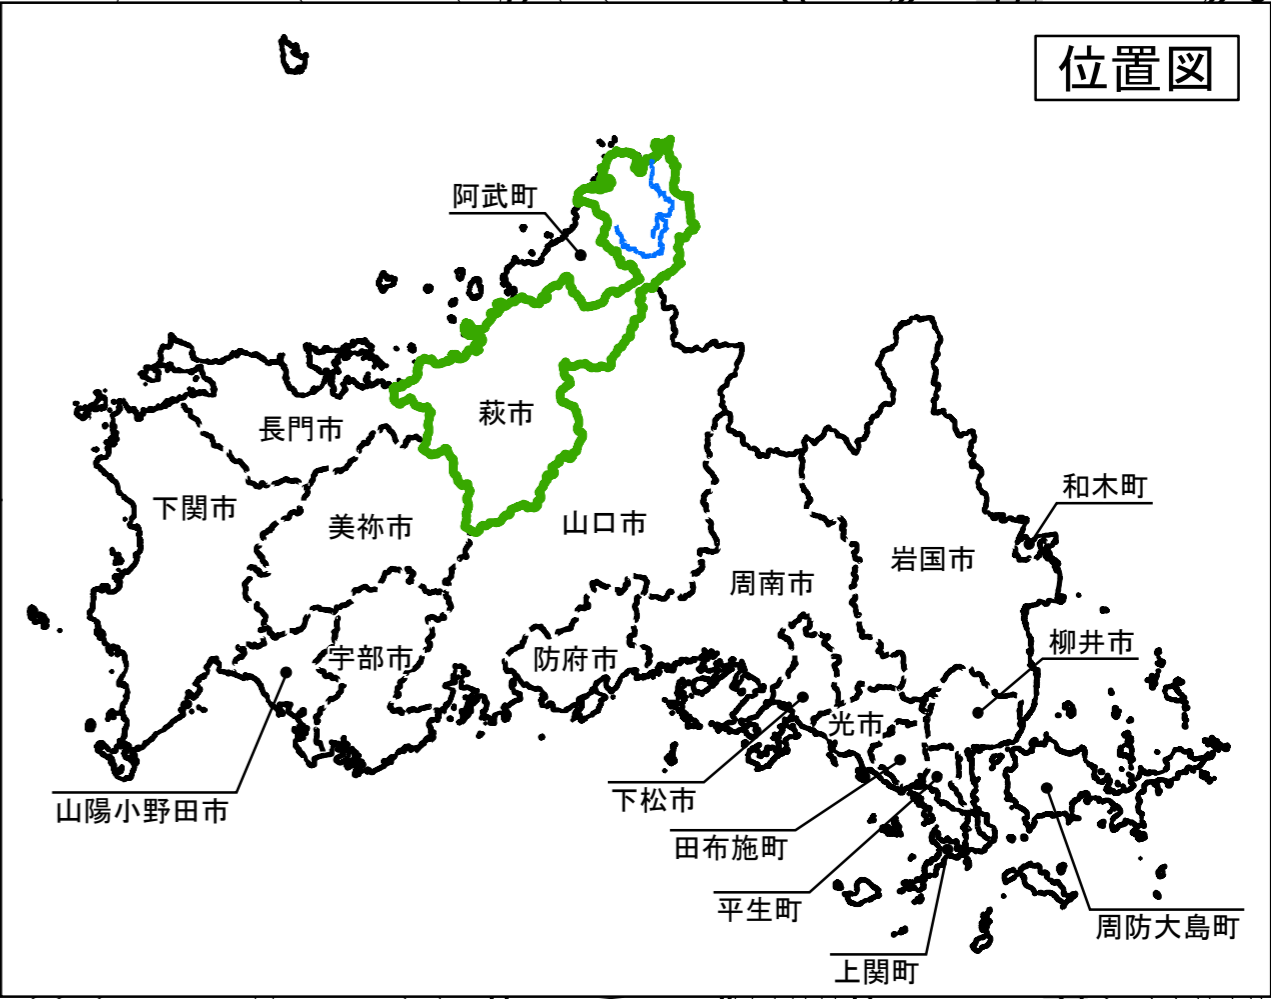 位置図
阿武町
萩市
長門市
和木町
下関市
美祢市
山口市
岩国市
周南市
柳井市
宇部市
防府市
光市
下松市
山陽小野田市
田布施町
平生町
周防大島町
上関町